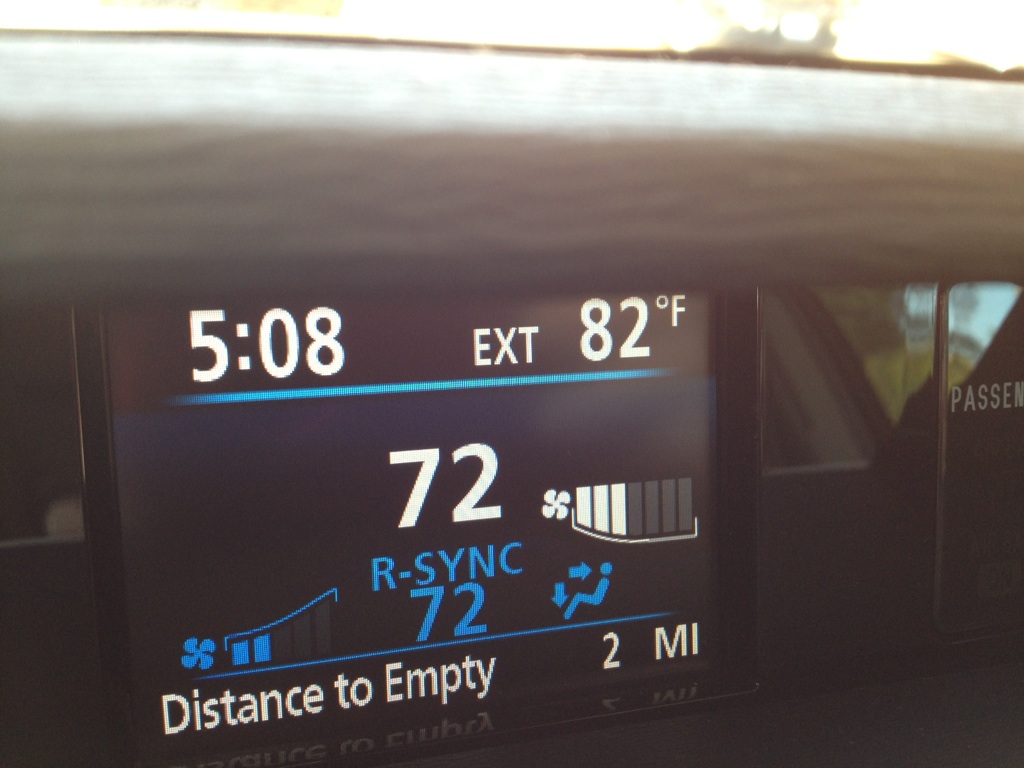 5:08 EXT 82°F
72
R-SYNC
72
Distance to Empty 2 MI
PASSEN